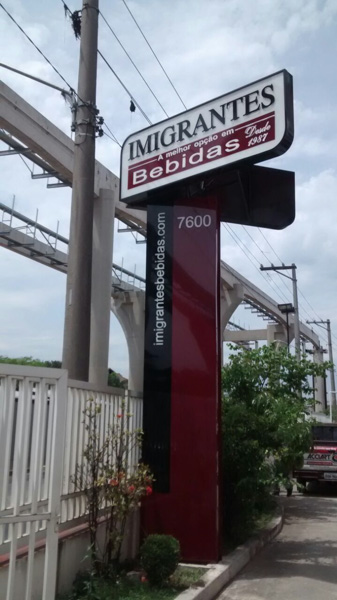 IMIGRANTES
A melhor opção em
Bebidas
Desde
1987
7600
imigrantesbebidas.com